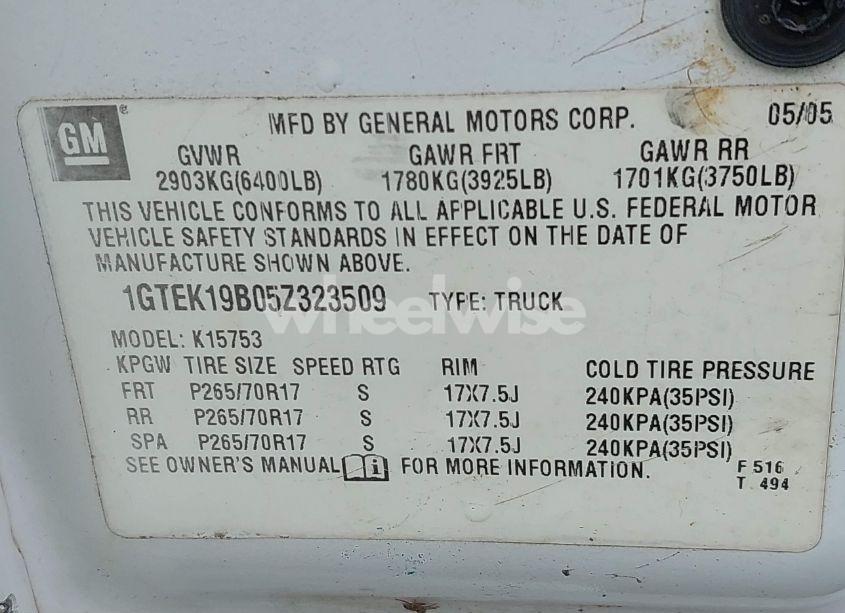 GM®
MFD BY GENERAL MOTORS CORP. 05/05
GVWR GAWR FRT GAWR RR
2903KG(6400LB) 1780KG(3925LB) 1701KG(3750LB)
THIS VEHICLE CONFORMS TO ALL APPLICABLE U.S. FEDERAL MOTOR
VEHICLE SAFETY STANDARDS IN EFFECT ON THE DATE OF
MANUFACTURE SHOWN ABOVE.
1GTEK19B05Z323509 TYPE: TRUCK
wheelwise
MODEL: K15753
KPGW TIRE SIZE SPEED RTG RIM COLD TIRE PRESSURE
FRT P265/70R17 S 17X7.5J 240KPA(35PSI)
RR P265/70R17 S 17X7.5J 240KPA(35PSI)
SPA P265/70R17 S 17X7.5J 240KPA(35PSI)
SEE OWNER'S MANUAL i FOR MORE INFORMATION. F 516
T 494